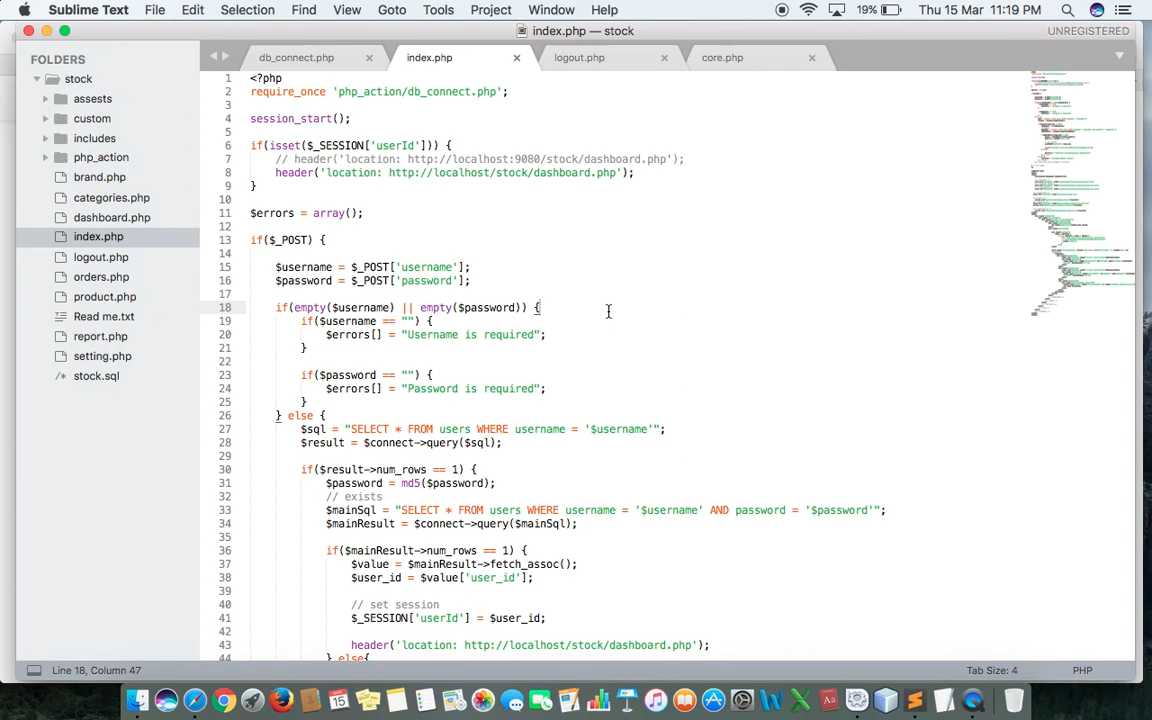 Sublime Text File Edit Selection Find View Goto Tools Project Window Help 19% Thu 15 Mar 11:19 PM
index.php — stock UNREGISTERED
FOLDERS
stock
assests
custom
includes
php_action
brand.php
categories.php
dashboard.php
index.php
logout.php
orders.php
product.php
Read me.txt
report.php
setting.php
/* stock.sql
db_connect.php × index.php × logout.php × core.php ×
1 <?php
2 require_once 'php_action/db_connect.php';
3
4 session_start();
5
6 if(isset($_SESSION['userId'])) {
7 // header('location: http://localhost:9080/stock/dashboard.php');
8 header('location: http://localhost/stock/dashboard.php');
9 }
10
11 $errors = array();
12
13 if($_POST) {
14
15 $username = $_POST['username'];
16 $password = $_POST['password'];
17
18 if(empty($username) || empty($password)) {
19 if($username == "") {
20 $errors[] = "Username is required";
21 }
22
23 if($password == "") {
24 $errors[] = "Password is required";
25 }
26 } else {
27 $sql = "SELECT * FROM users WHERE username = '$username'";
28 $result = $connect->query($sql);
29
30 if($result->num_rows == 1) {
31 $password = md5($password);
32 // exists
33 $mainSql = "SELECT * FROM users WHERE username = '$username' AND password = '$password'";
34 $mainResult = $connect->query($mainSql);
35
36 if($mainResult->num_rows == 1) {
37 $value = $mainResult->fetch_assoc();
38 $user_id = $value['user_id'];
39
40 // set session
41 $_SESSION['userId'] = $user_id;
42
43 header('location: http://localhost/stock/dashboard.php');
44 } else{
Line 18, Column 47 Tab Size: 4 PHP